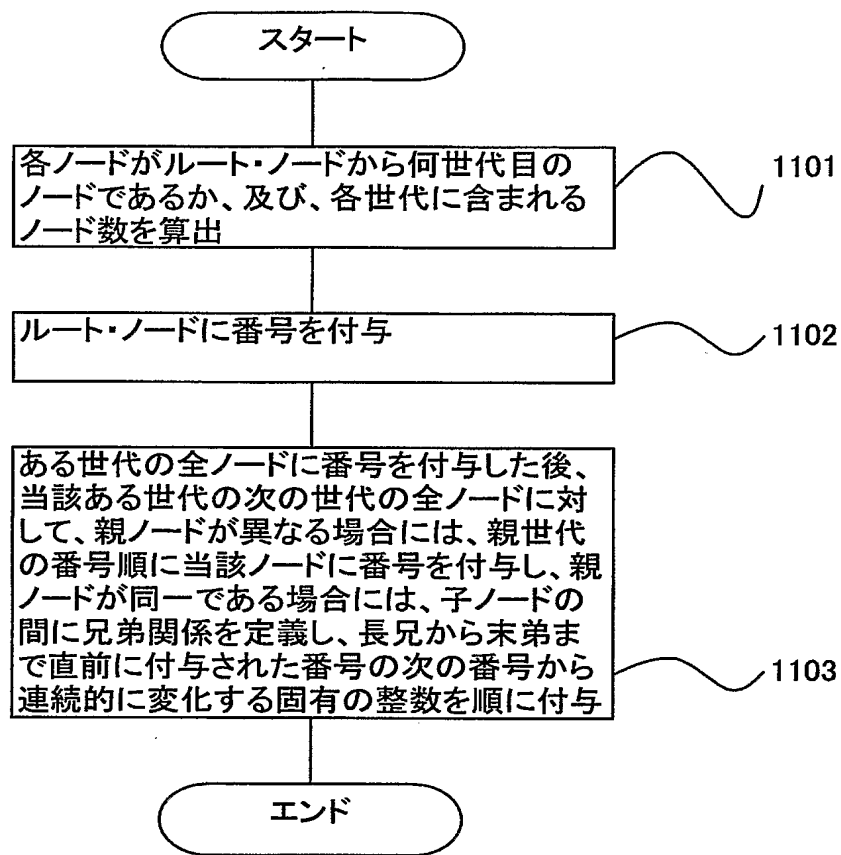 スタート
各ノードがルート・ノードから何世代目の
ノードであるか、及び、各世代に含まれる
ノード数を算出
1101
ルート・ノードに番号を付与
1102
ある世代の全ノードに番号を付与した後、
当該ある世代の次の世代の全ノードに対
して、親ノードが異なる場合には、親世代
の番号順に当該ノードに番号を付与し、親
ノードが同一である場合には、子ノードの
間に兄弟関係を定義し、長兄から末弟ま
で直前に付与された番号の次の番号から
連続的に変化する固有の整数を順に付与
1103
エンド